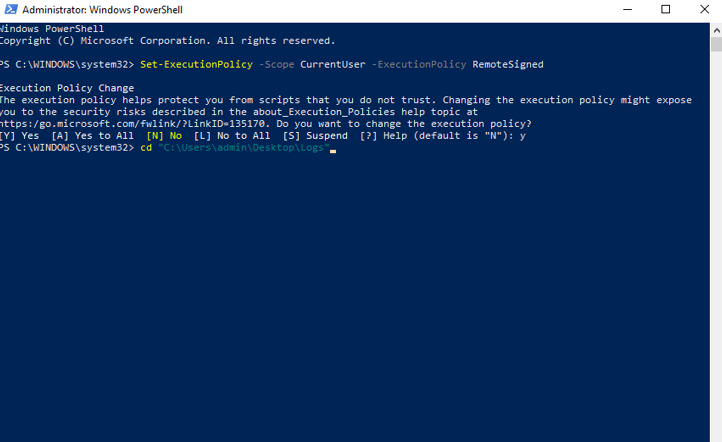 Administrator: Windows PowerShell
Windows PowerShell
Copyright (C) Microsoft Corporation. All rights reserved.
PS C:\WINDOWS\system32> Set-ExecutionPolicy -Scope CurrentUser -ExecutionPolicy RemoteSigned
Execution Policy Change
The execution policy helps protect you from scripts that you do not trust. Changing the execution policy might expose
you to the security risks described in the about_Execution_Policies help topic at
https:/go.microsoft.com/fwlink/?LinkID=135170. Do you want to change the execution policy?
[Y] Yes  [A] Yes to All  [N] No  [L] No to All  [S] Suspend  [?] Help (default is "N"): y
PS C:\WINDOWS\system32> cd "C:\Users\admin\Desktop\Logs"